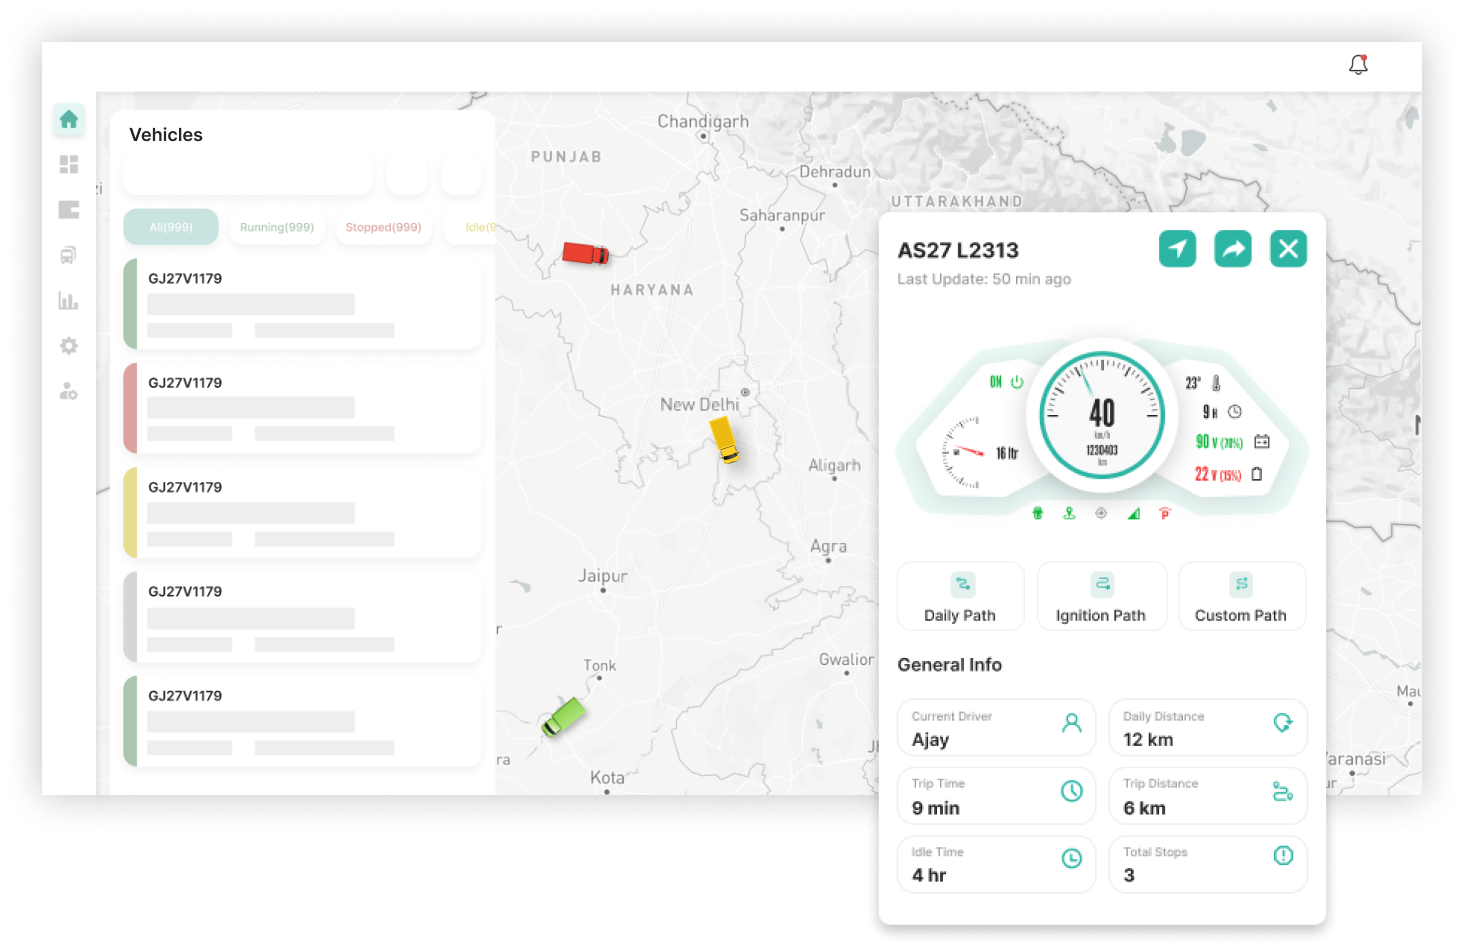 Vehicles
All(999)
Running(999)
Stopped(999)
Idle(9
GJ27V1179
GJ27V1179
GJ27V1179
GJ27V1179
GJ27V1179
Chandigarh
PUNJAB
Dehradun
UTTARAKHAND
Saharanpur
HARYANA
New Delhi
Aligarh
Agra
Jaipur
Tonk
Gwalior
Kota
ra
Mau
aranasi
AS27 L2313
Last Update: 50 min ago
ON
16 ltr
40
km/h
1230403
km
23°
9 H
90 V (70%)
22 V (15%)
P
Daily Path
Ignition Path
Custom Path
General Info
Current Driver
Ajay
Daily Distance
12 km
Trip Time
9 min
Trip Distance
6 km
Idle Time
4 hr
Total Stops
3